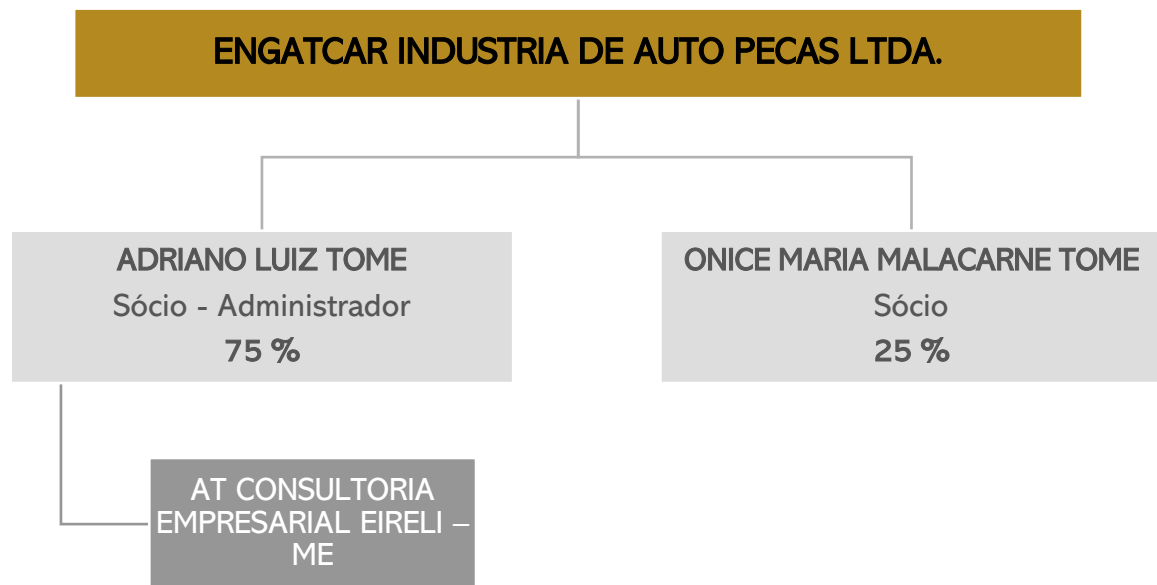 ENGATCAR INDUSTRIA DE AUTO PECAS LTDA.
ADRIANO LUIZ TOME
Sócio - Administrador
75 %
ONICE MARIA MALACARNE TOME
Sócio
25 %
AT CONSULTORIA
EMPRESARIAL EIRELI –
ME